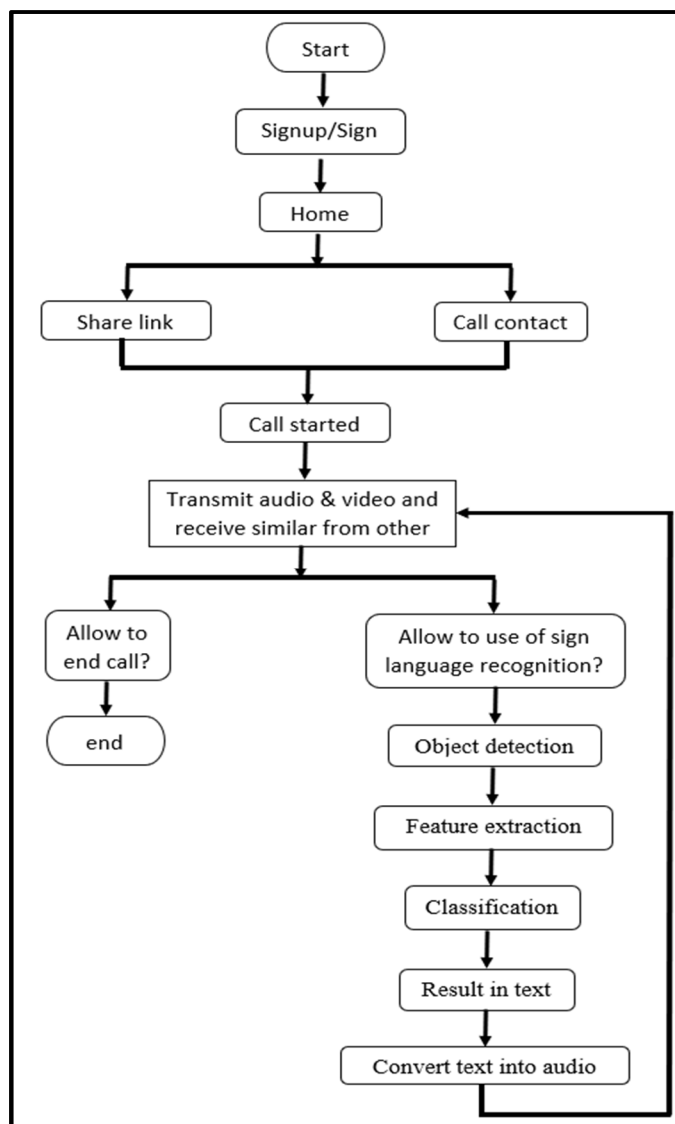 Start
Signup/Sign
Home
Share link
Call contact
Call started
Transmit audio & video and
receive similar from other
Allow to
end call?
end
Allow to use of sign
language recognition?
Object detection
Feature extraction
Classification
Result in text
Convert text into audio